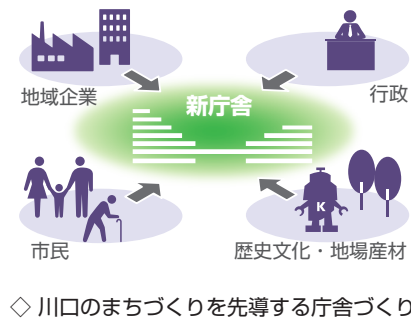 新庁舎
地域企業
行政
K
市民
歴史文化・地場産材
◇ 川口のまちづくりを先導する庁舎づくり